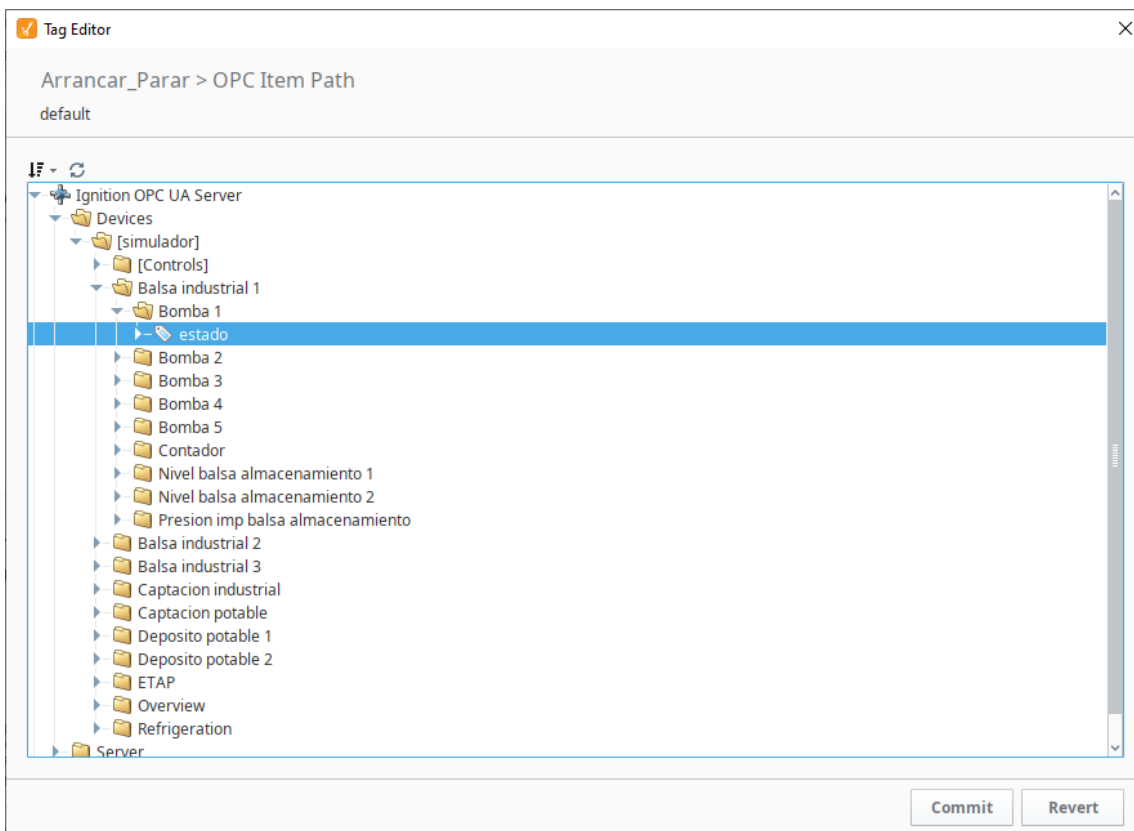 Tag Editor
Arrancar_Parar > OPC Item Path
default
Ignition OPC UA Server
Devices
[simulador]
[Controls]
Balsa industrial 1
Bomba 1
estado
Bomba 2
Bomba 3
Bomba 4
Bomba 5
Contador
Nivel balsa almacenamiento 1
Nivel balsa almacenamiento 2
Presion imp balsa almacenamiento
Balsa industrial 2
Balsa industrial 3
Captacion industrial
Captacion potable
Deposito potable 1
Deposito potable 2
ETAP
Overview
Refrigeration
Server
Commit Revert